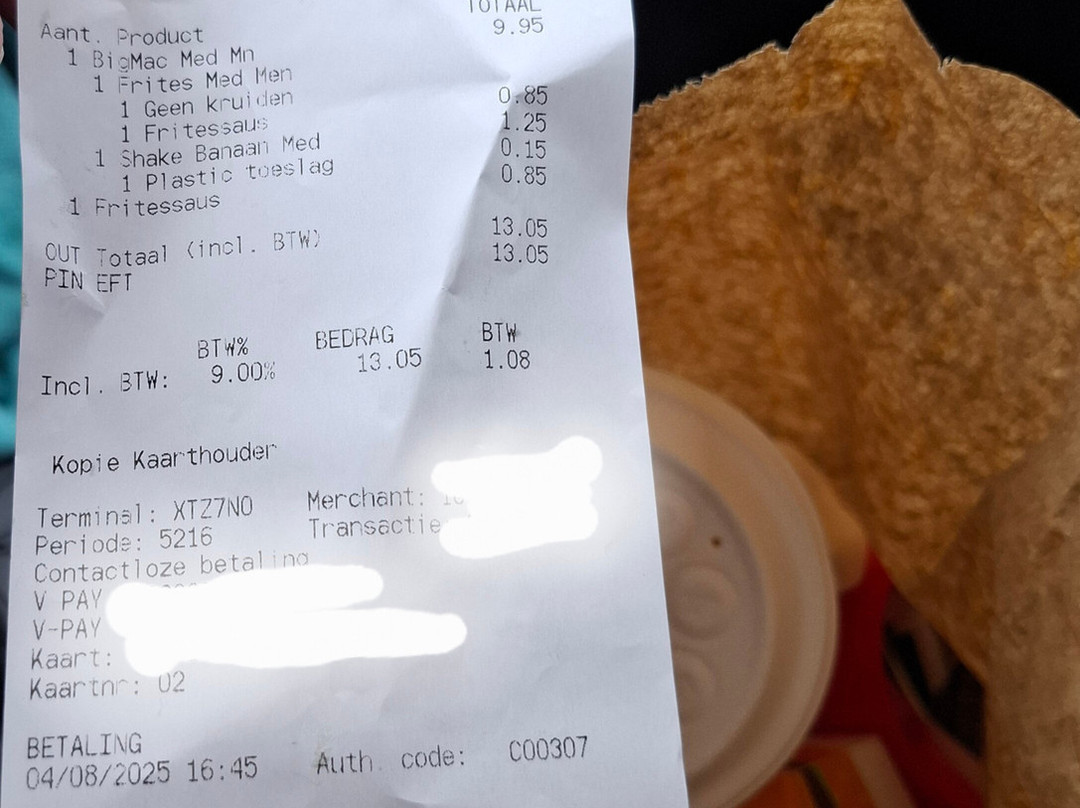 TOTAAL
Aant. Product
1 BigMac Med Mn 9.95
1 Frites Med Men
1 Geen kruiden
1 Fritessaus 0.85
1 Shake Banaan Med 1.25
1 Plastic toeslag 0.15
1 Fritessaus 0.85
OUT Totaal (incl. BTW) 13.05
PIN EFT 13.05
BTW% BEDRAG BTW
Incl. BTW: 9.00% 13.05 1.08
Kopie Kaarthouder
Terminal: XTZ7N0 Merchant:
Periode: 5216 Transactie
Contactloze betaling
V PAY
V-PAY
Kaart:
Kaartnr: 02
BETALING
04/08/2025 16:45 Auth. code: C00307